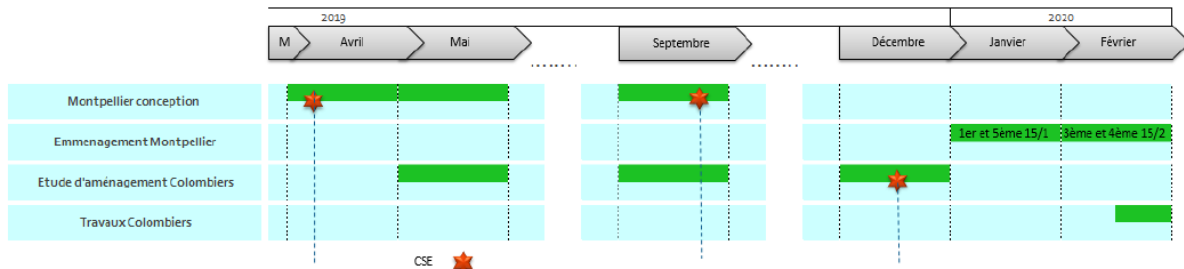 2019
2020
M
Avril
Mai
Septembre
Décembre
Janvier
Février
........
........
Montpellier conception
Emmenagement Montpellier
1er et 5ème 15/1
3ème et 4ème 15/2
Etude d'aménagement Colombiers
Travaux Colombiers
CSE